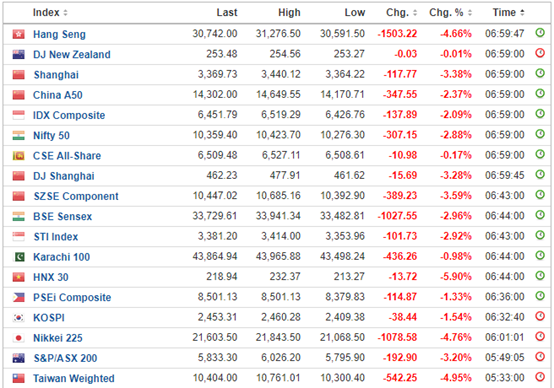 Index Last High Low Chg. Chg. % Time
Hang Seng 30,742.00 31,276.50 30,591.50 -1503.22 -4.66% 06:59:47
DJ New Zealand 253.48 254.56 253.27 -0.03 -0.01% 06:59:00
Shanghai 3,369.73 3,440.12 3,364.22 -117.77 -3.38% 06:59:00
China A50 14,302.00 14,649.55 14,170.71 -347.55 -2.37% 06:59:00
IDX Composite 6,451.79 6,519.29 6,426.76 -137.89 -2.09% 06:59:00
Nifty 50 10,359.40 10,423.70 10,276.30 -307.15 -2.88% 06:59:00
CSE All-Share 6,509.48 6,527.11 6,508.61 -10.98 -0.17% 06:59:00
DJ Shanghai 462.23 477.91 461.62 -15.69 -3.28% 06:59:45
SZSE Component 10,447.02 10,685.16 10,392.90 -389.23 -3.59% 06:43:00
BSE Sensex 33,729.61 33,941.34 33,482.81 -1027.55 -2.96% 06:44:00
STI Index 3,381.20 3,414.00 3,353.96 -101.73 -2.92% 06:43:00
Karachi 100 43,864.94 43,965.88 43,498.24 -436.26 -0.98% 06:44:00
HNX 30 218.94 232.37 213.27 -13.72 -5.90% 06:44:00
PSEi Composite 8,501.13 8,501.13 8,379.83 -114.87 -1.33% 06:36:00
KOSPI 2,453.31 2,460.28 2,409.38 -38.44 -1.54% 06:32:40
Nikkei 225 21,603.50 21,843.50 21,068.50 -1078.58 -4.76% 06:01:01
S&P/ASX 200 5,833.30 6,026.20 5,795.90 -192.90 -3.20% 05:49:05
Taiwan Weighted 10,404.00 10,761.01 10,300.40 -542.25 -4.95% 05:33:00